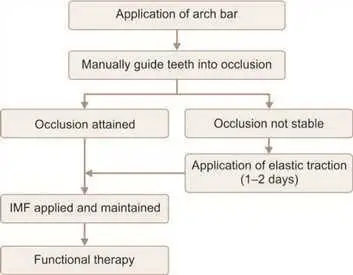 Application of arch bar
Manually guide teeth into occlusion
Occlusion attained
Occlusion not stable
Application of elastic traction
(1–2 days)
IMF applied and maintained
Functional therapy